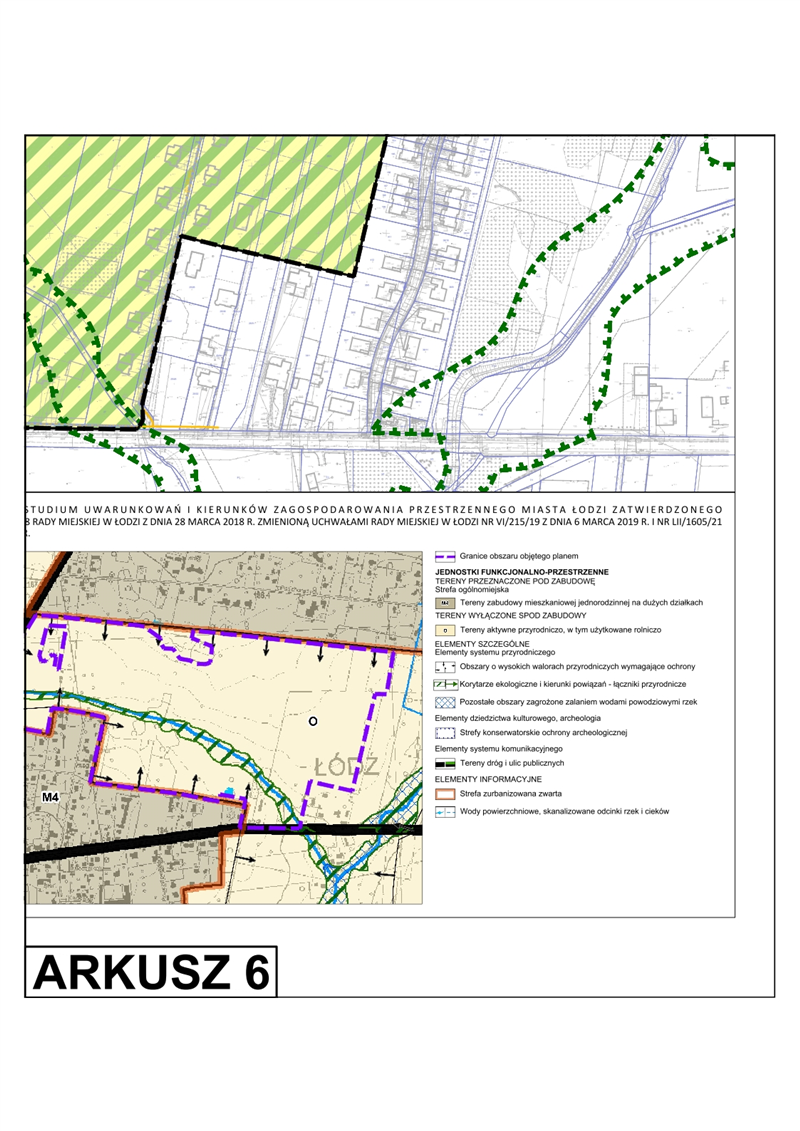 STUDIUM UWARUNKOWAŃ I KIERUNKÓW ZAGOSPODAROWANIA PRZESTRZENNEGO MIASTA ŁODZI ZATWIERDZONEGO
RADY MIEJSKIEJ W ŁODZI Z DNIA 28 MARCA 2018 R. ZMIENIONĄ UCHWAŁAMI RADY MIEJSKIEJ W ŁODZI NR VI/215/19 Z DNIA 6 MARCA 2019 R. I NR LII/1605/21
R.
Granice obszaru objętego planem
JEDNOSTKI FUNKCJONALNO-PRZESTRZENNE
TERENY PRZEZNACZONE POD ZABUDOWĘ
Strefa ogólnomiejska
M4 Tereny zabudowy mieszkaniowej jednorodzinnej na dużych działkach
TERENY WYŁĄCZONE SPOD ZABUDOWY
O Tereny aktywne przyrodniczo, w tym użytkowane rolniczo
ELEMENTY SZCZEGÓLNE
Elementy systemu przyrodniczego
Obszary o wysokich walorach przyrodniczych wymagające ochrony
Korytarze ekologiczne i kierunki powiązań - łączniki przyrodnicze
Pozostałe obszary zagrożone zalaniem wodami powodziowymi rzek
Elementy dziedzictwa kulturowego, archeologia
Strefy konserwatorskie ochrony archeologicznej
Elementy systemu komunikacyjnego
Tereny dróg i ulic publicznych
ELEMENTY INFORMACYJNE
Strefa zurbanizowana zwarta
Wody powierzchniowe, skanalizowane odcinki rzek i cieków
O
- ŁÓDŹ
M4
ARKUSZ 6